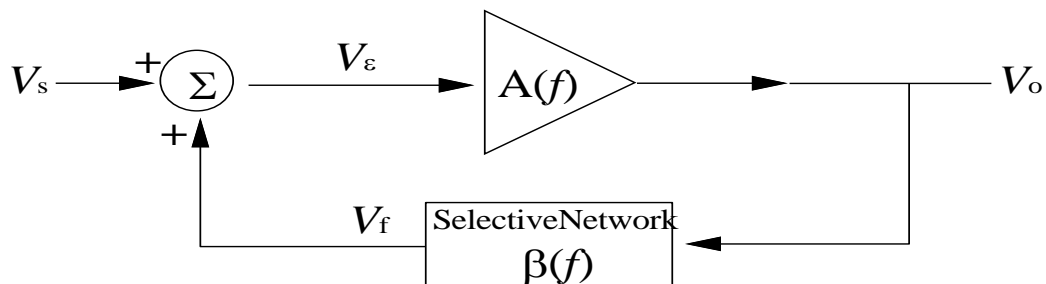 +
Vs
Σ
Vε
A(f)
Vo
+
Vf
SelectiveNetwork
β(f)